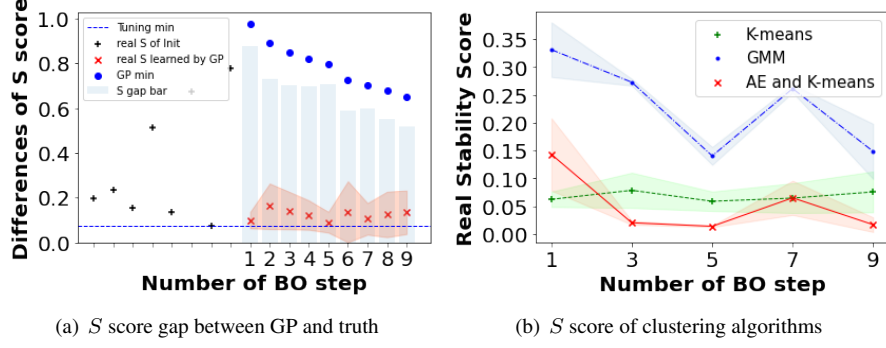 Differences of S score
1.0
0.8
0.6
0.4
0.2
0.0
Tuning min
real S of Init
real S learned by GP
GP min
S gap bar
1 2 3 4 5 6 7 8 9
Number of BO step
(a) S score gap between GP and truth
Real Stability Score
0.35
0.30
0.25
0.20
0.15
0.10
0.05
0.00
K-means
GMM
AE and K-means
1 3 5 7 9
Number of BO step
(b) S score of clustering algorithms